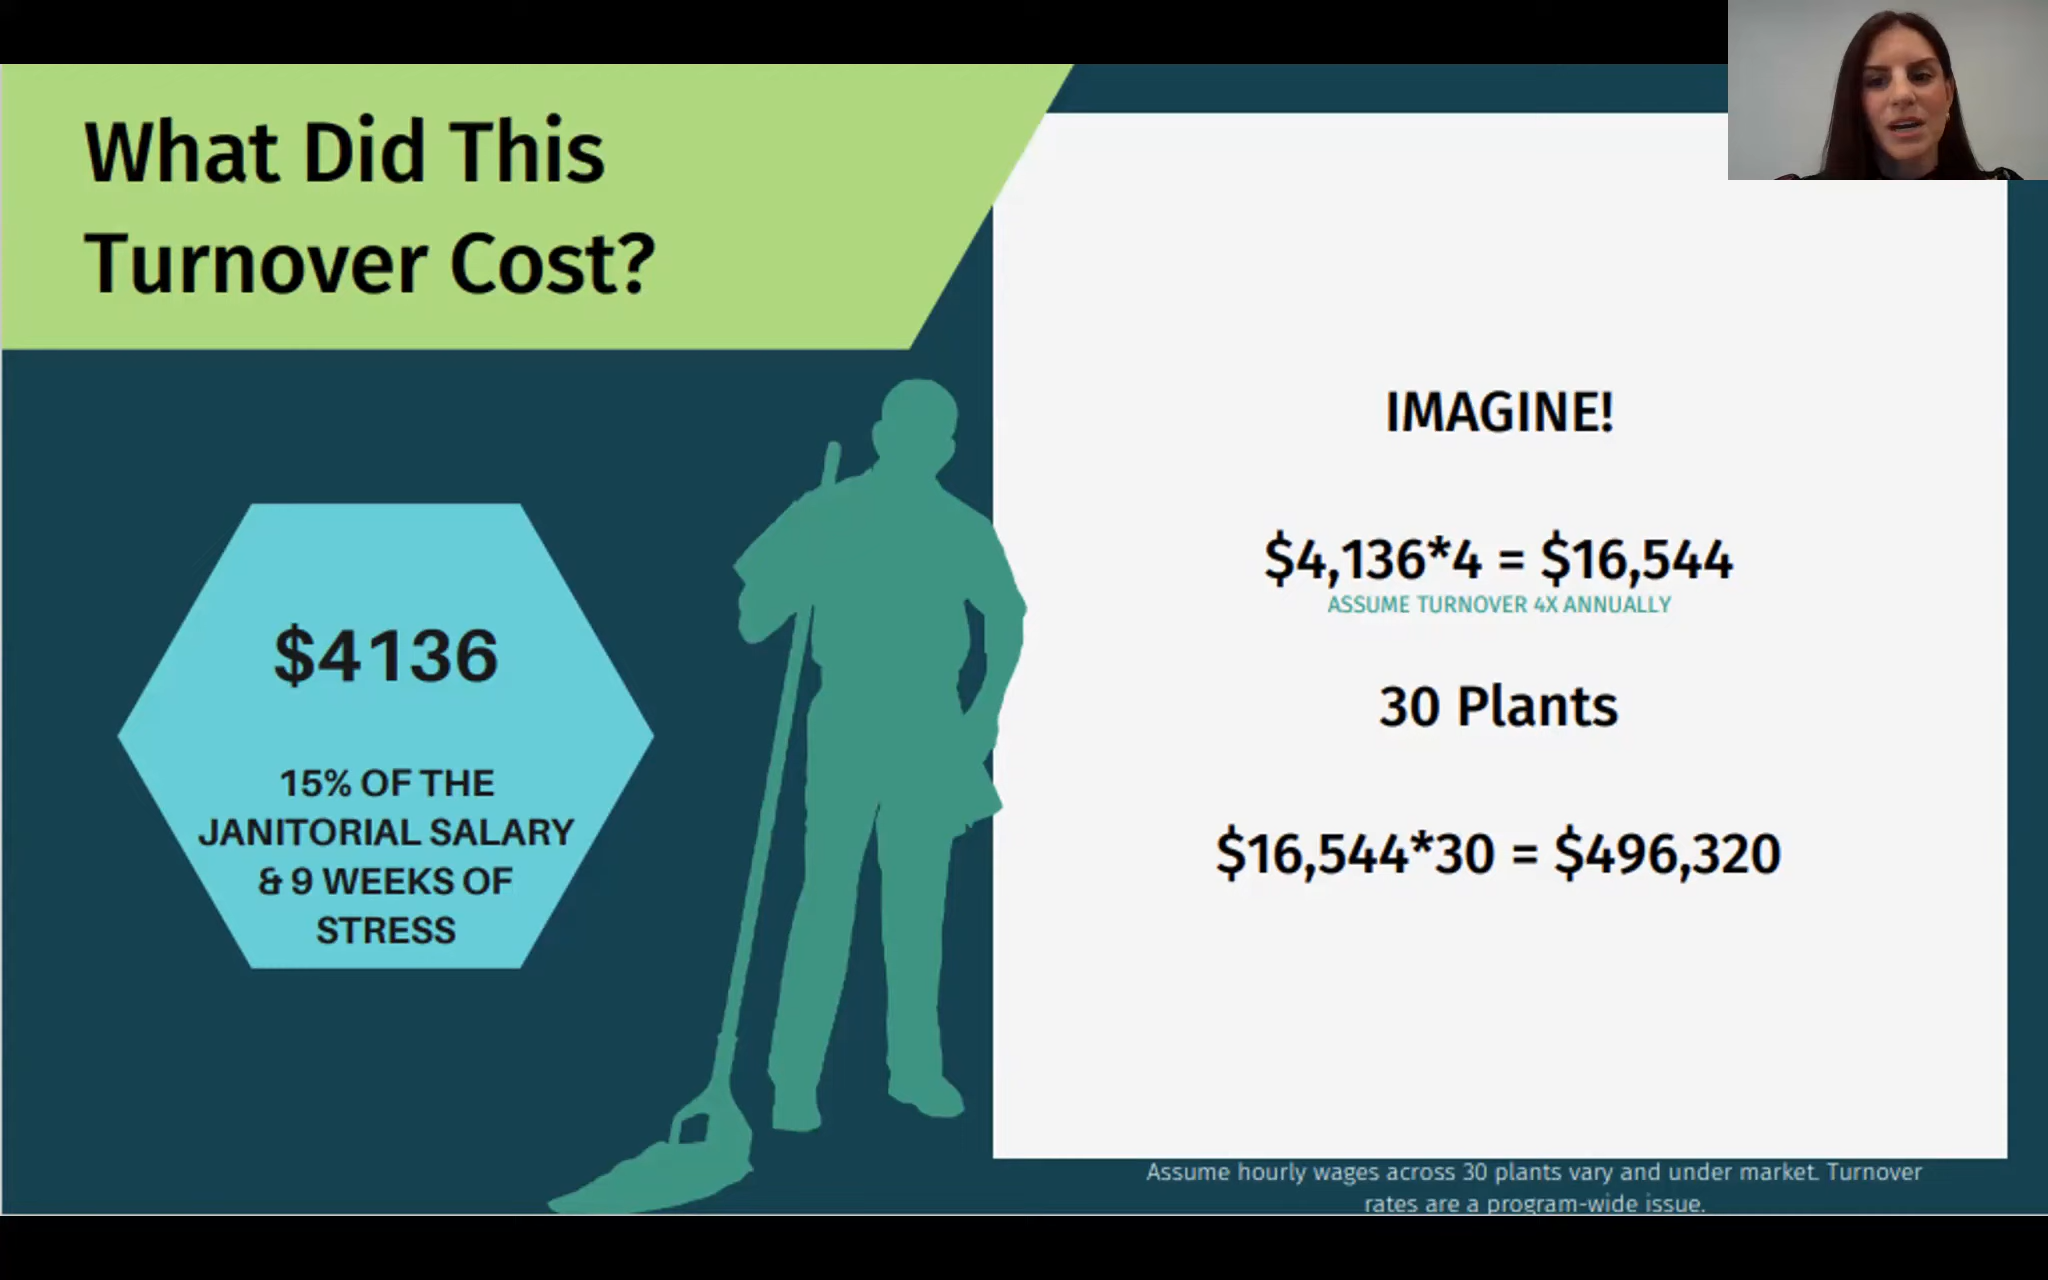 What Did This
Turnover Cost?
$4136
15% OF THE
JANITORIAL SALARY
& 9 WEEKS OF
STRESS
IMAGINE!
$4,136*4 = $16,544
ASSUME TURNOVER 4X ANNUALLY
30 Plants
$16,544*30 = $496,320
Assume hourly wages across 30 plants vary and under market. Turnover
rates are a program-wide issue.